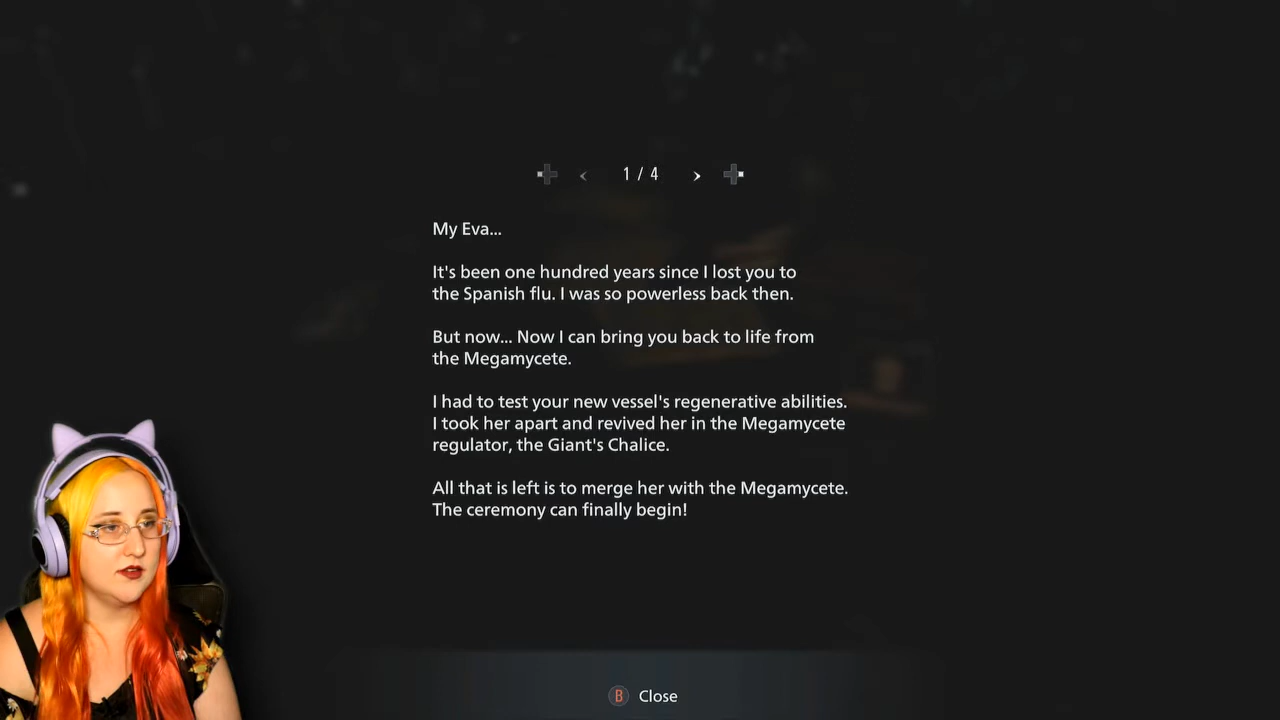 1 / 4
My Eva...
It's been one hundred years since I lost you to
the Spanish flu. I was so powerless back then.
But now... Now I can bring you back to life from
the Megamycete.
I had to test your new vessel's regenerative abilities.
I took her apart and revived her in the Megamycete
regulator, the Giant's Chalice.
All that is left is to merge her with the Megamycete.
The ceremony can finally begin!
B Close